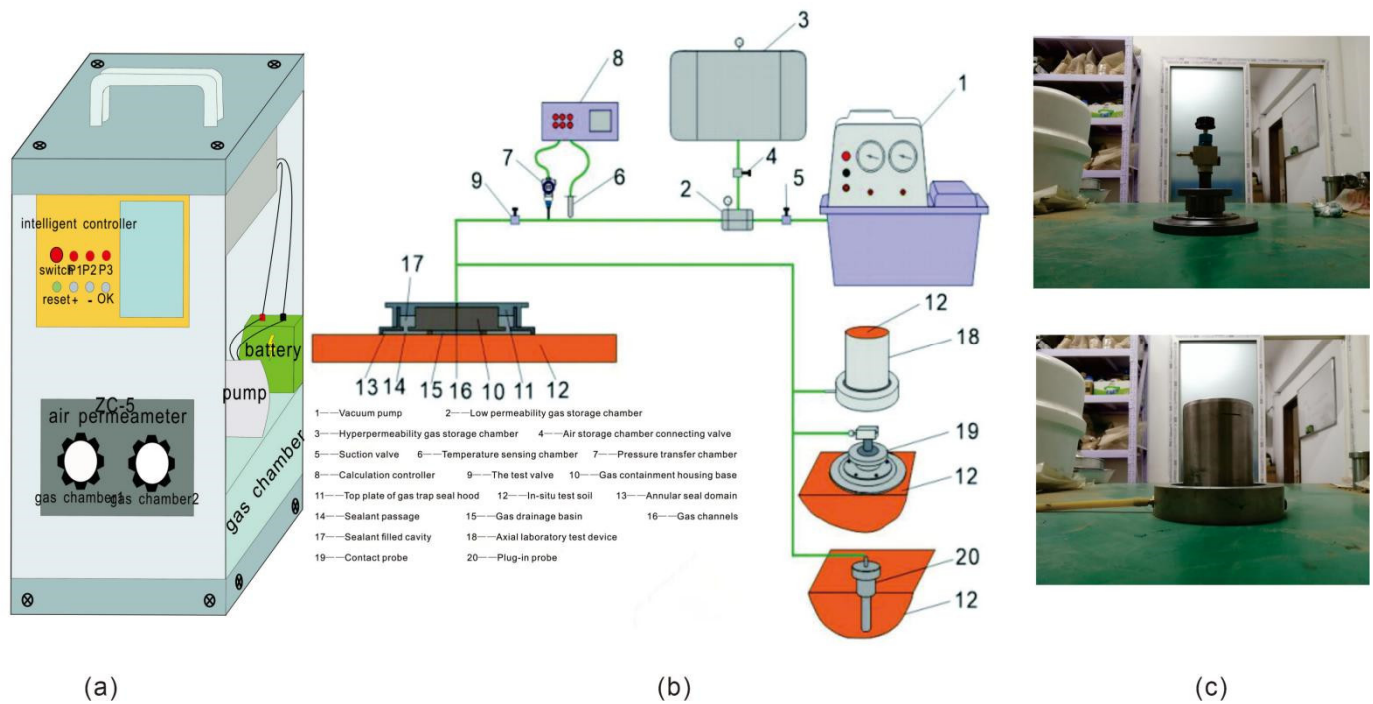 intelligent controller
switch P1 P2 P3
reset + - OK
battery
pump
ZC-5
air permeameter
gas chamber1 gas chamber2
gas chamber
3
8
1
7
4
9 6 2 5
17
12
18
13 14 15 16 10 11 12
19
12
20
12
1——Vacuum pump 2——Low permeability gas storage chamber
3——Hyperpermeability gas storage chamber 4——Air storage chamber connecting valve
5——Suction valve 6——Temperature sensing chamber 7——Pressure transfer chamber
8——Calculation controller 9——The test valve 10——Gas containment housing base
11——Top plate of gas trap seal hood 12——In-situ test soil 13——Annular seal domain
14——Sealant passage 15——Gas drainage basin 16——Gas channels
17——Sealant filled cavity 18——Axial laboratory test device
19——Contact probe 20——Plug-in probe
(a) (b) (c)